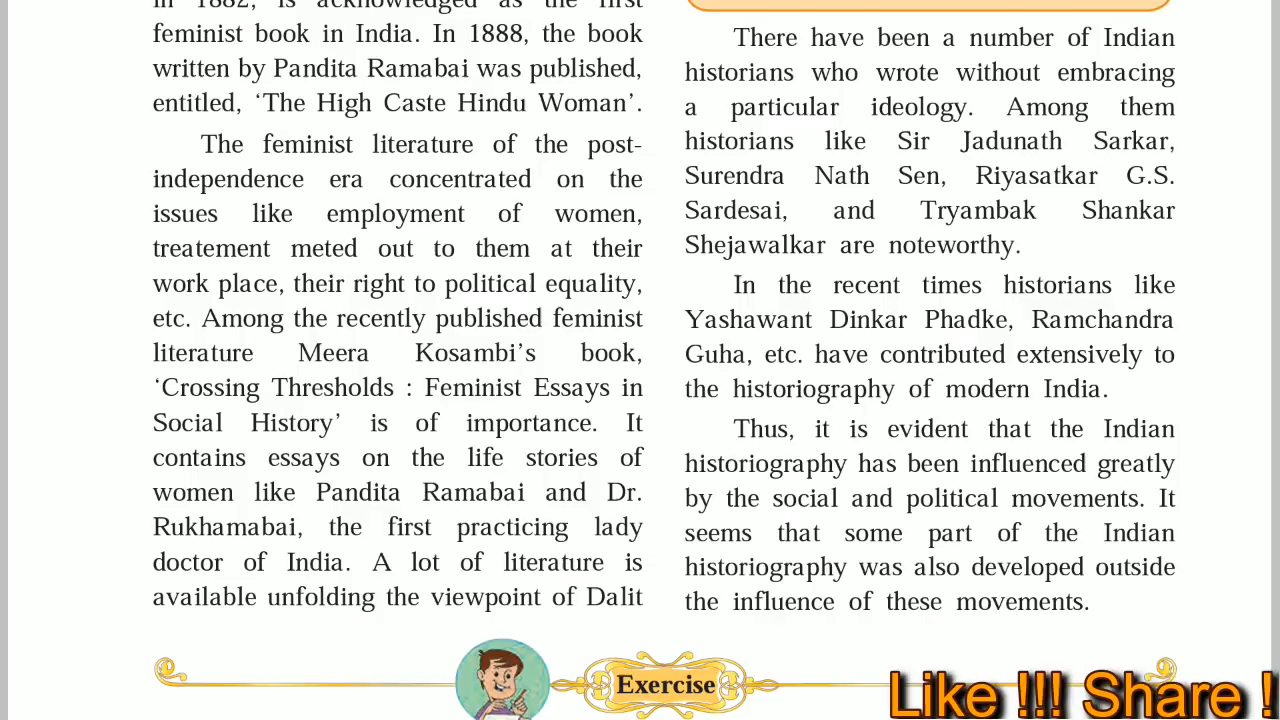 in 1882, is acknowledged as the first
feminist book in India. In 1888, the book
written by Pandita Ramabai was published,
entitled, ‘The High Caste Hindu Woman’.
The feminist literature of the post-
independence era concentrated on the
issues like employment of women,
treatement meted out to them at their
work place, their right to political equality,
etc. Among the recently published feminist
literature Meera Kosambi’s book,
‘Crossing Thresholds : Feminist Essays in
Social History’ is of importance. It
contains essays on the life stories of
women like Pandita Ramabai and Dr.
Rukhamabai, the first practicing lady
doctor of India. A lot of literature is
available unfolding the viewpoint of Dalit
There have been a number of Indian
historians who wrote without embracing
a particular ideology. Among them
historians like Sir Jadunath Sarkar,
Surendra Nath Sen, Riyasatkar G.S.
Sardesai, and Tryambak Shankar
Shejawalkar are noteworthy.
In the recent times historians like
Yashawant Dinkar Phadke, Ramchandra
Guha, etc. have contributed extensively to
the historiography of modern India.
Thus, it is evident that the Indian
historiography has been influenced greatly
by the social and political movements. It
seems that some part of the Indian
historiography was also developed outside
the influence of these movements.
Exercise
Like !!! Share !